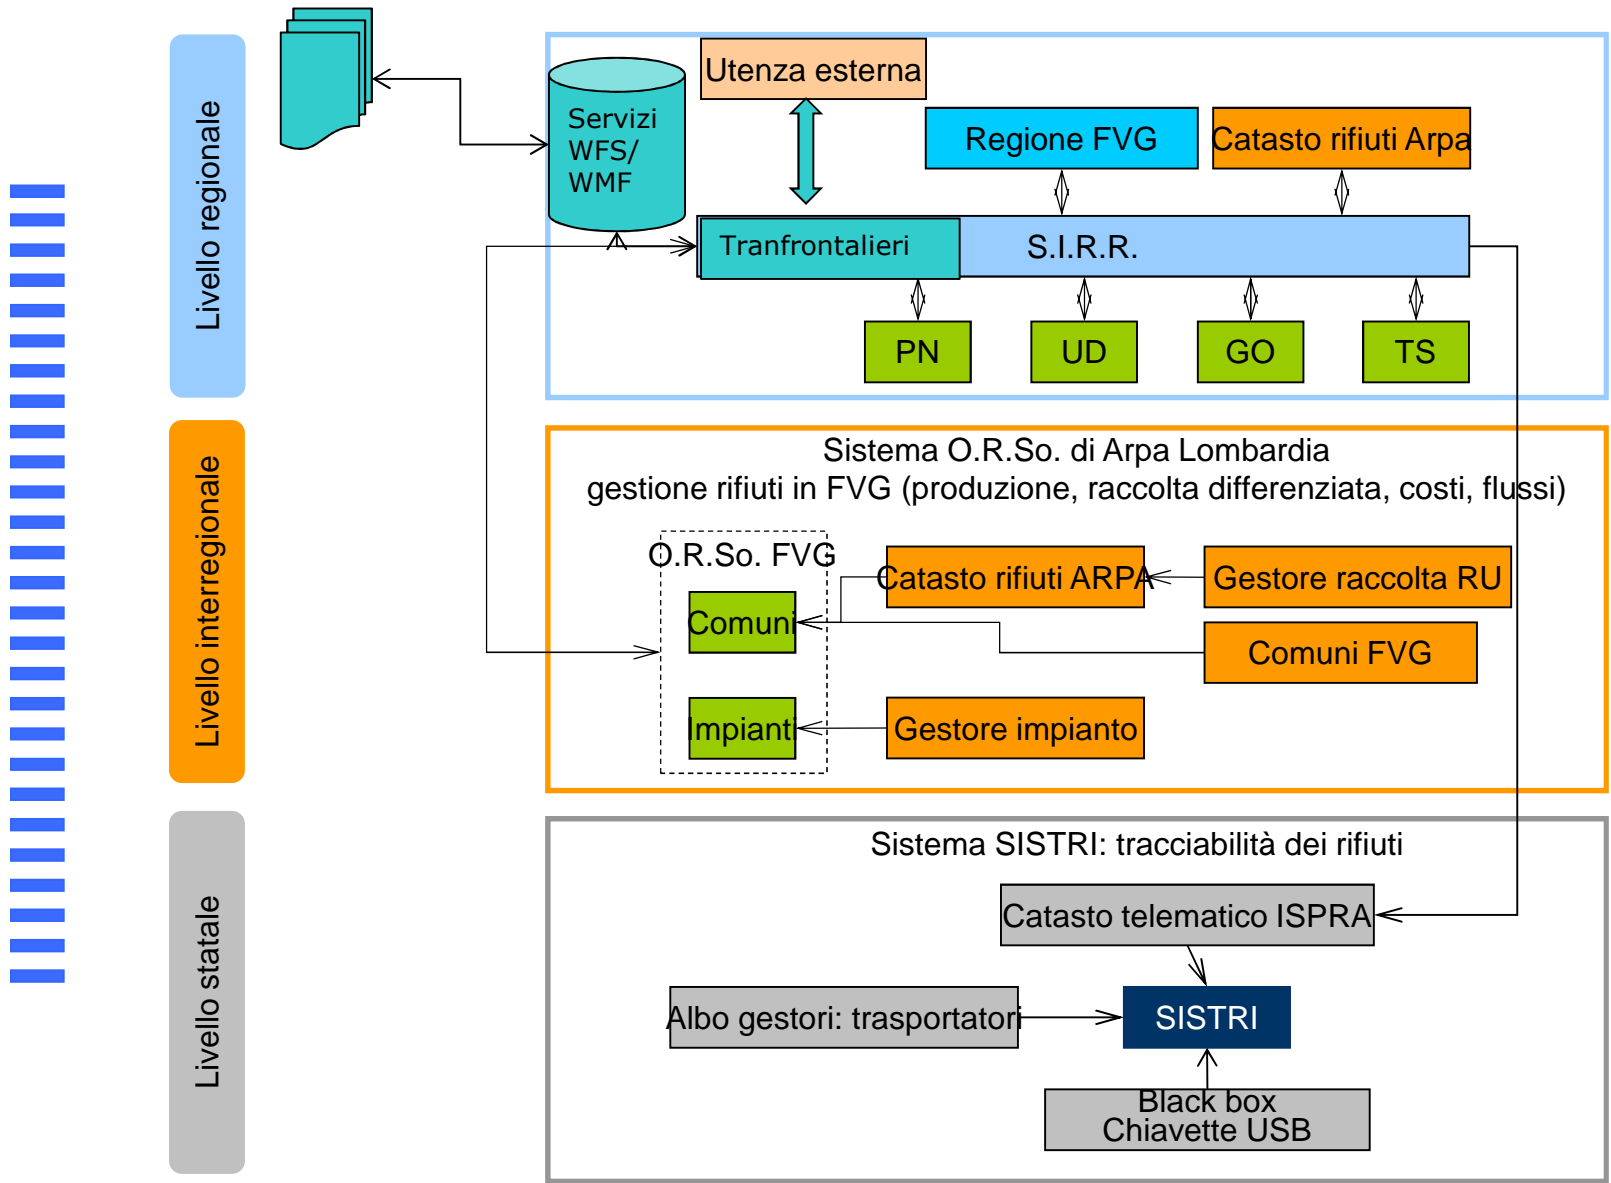 Livello regionale
Servizi
WFS/
WMF
Utenza esterna
Regione FVG
Catasto rifiuti Arpa
Tranfrontalieri
S.I.R.R.
PN
UD
GO
TS
Livello interregionale
Sistema O.R.So. di Arpa Lombardia
gestione rifiuti in FVG (produzione, raccolta differenziata, costi, flussi)
O.R.So. FVG
Catasto rifiuti ARPA
Gestore raccolta RU
Comuni
Comuni FVG
Impianti
Gestore impianto
Livello statale
Sistema SISTRI: tracciabilità dei rifiuti
Catasto telematico ISPRA
Albo gestori: trasportatori
SISTRI
Black box
Chiavette USB